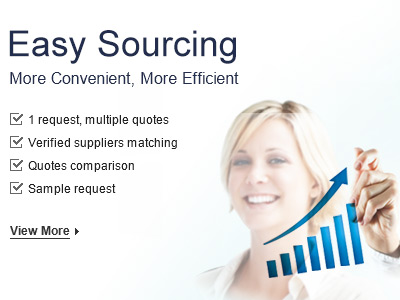 Easy Sourcing
More Convenient, More Efficient
1 request, multiple quotes
Verified suppliers matching
Quotes comparison
Sample request
View More